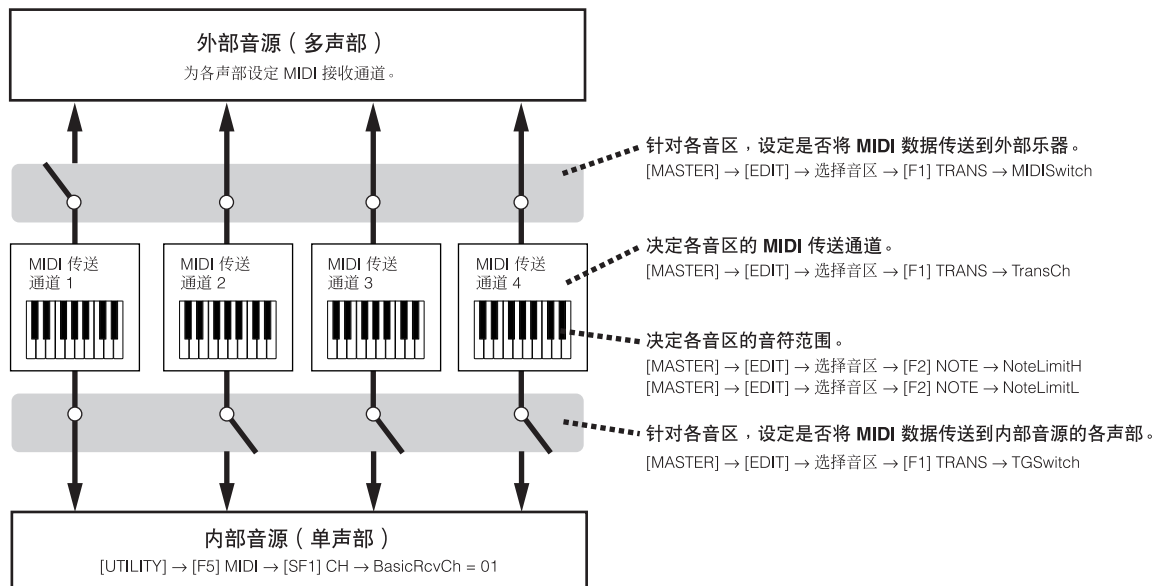 外部音源（多声部）
为各声部设定 MIDI 接收通道。
针对各音区，设定是否将 MIDI 数据传送到外部乐器。
[MASTER] → [EDIT] → 选择音区 → [F1] TRANS → MIDISwitch
MIDI 传送
通道 1
MIDI 传送
通道 2
MIDI 传送
通道 3
MIDI 传送
通道 4
决定各音区的 MIDI 传送通道。
[MASTER] → [EDIT] → 选择音区 → [F1] TRANS → TransCh
决定各音区的音符范围。
[MASTER] → [EDIT] → 选择音区 → [F2] NOTE → NoteLimitH
[MASTER] → [EDIT] → 选择音区 → [F2] NOTE → NoteLimitL
针对各音区，设定是否将 MIDI 数据传送到内部音源的各声部。
[MASTER] → [EDIT] → 选择音区 → [F1] TRANS → TGSwitch
内部音源（单声部）
[UTILITY] → [F5] MIDI → [SF1] CH → BasicRcvCh = 01